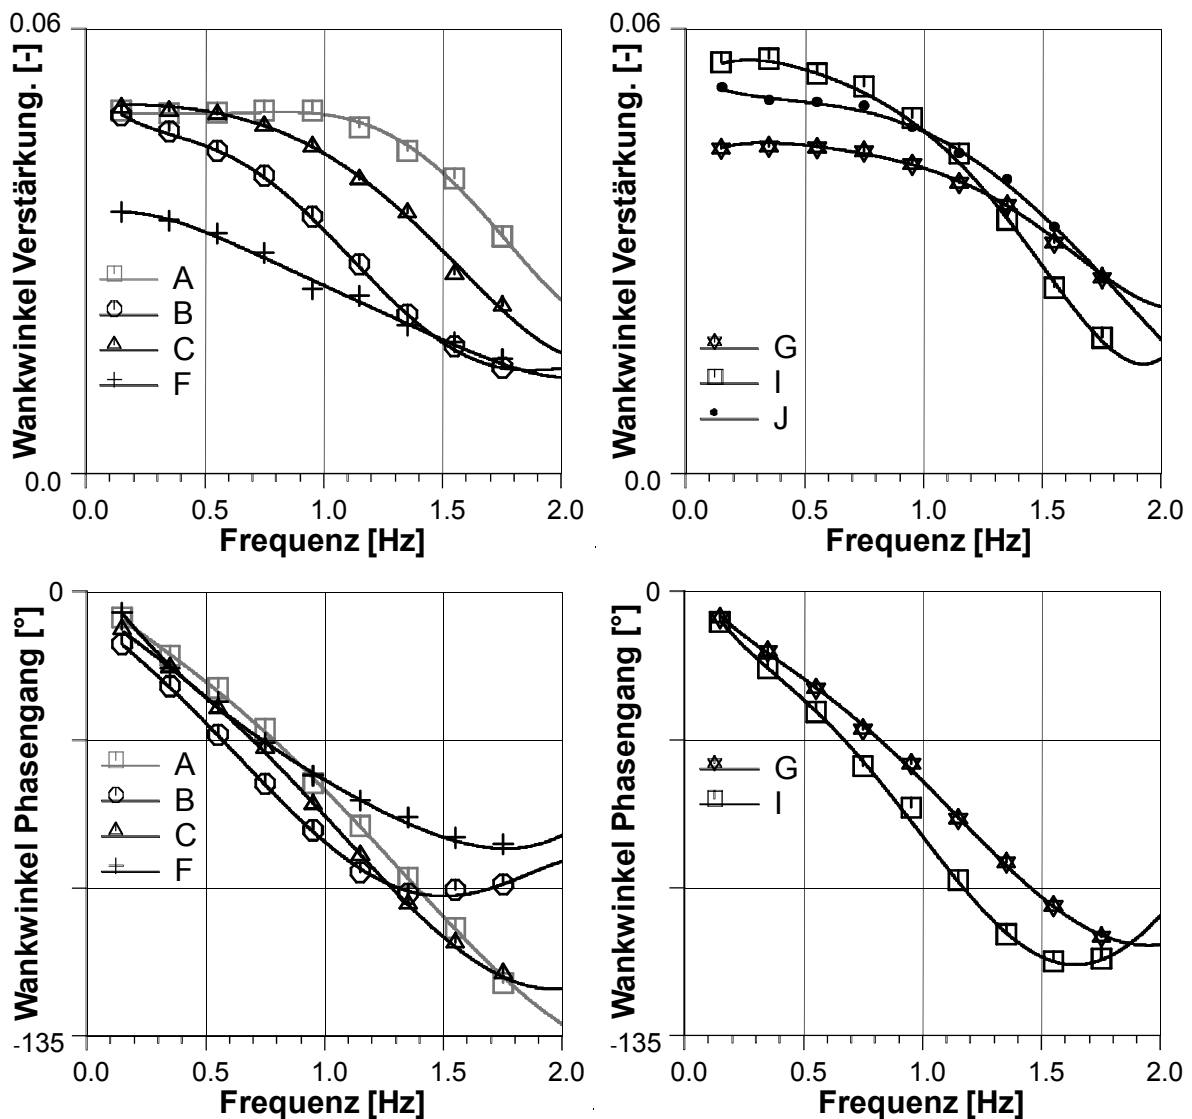 0.06
Wankwinkel Verstärkung. [-]
A
B
C
F
0.0
0.0 0.5 1.0 1.5 2.0
Frequenz [Hz]
0.06
Wankwinkel Verstärkung. [-]
G
I
J
0.0
0.0 0.5 1.0 1.5 2.0
Frequenz [Hz]
0
Wankwinkel Phasengang [°]
A
B
C
F
-135
0.0 0.5 1.0 1.5 2.0
Frequenz [Hz]
0
Wankwinkel Phasengang [°]
G
I
-135
0.0 0.5 1.0 1.5 2.0
Frequenz [Hz]